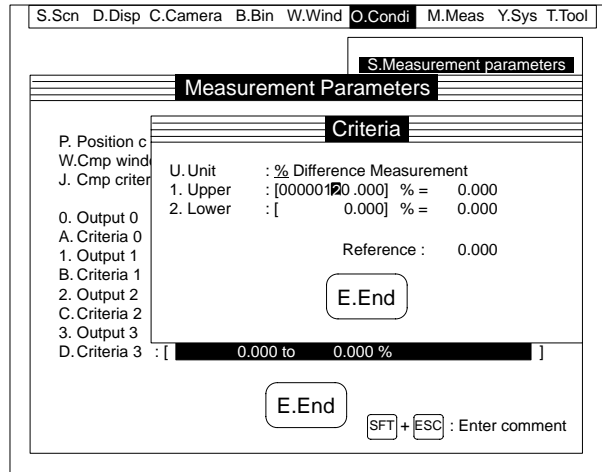 S.Scn D.Disp C.Camera B.Bin W.Wind O.Condi M.Meas Y.Sys T.Tool
S.Measurement parameters
Measurement Parameters
Criteria
P. Position c
W.Cmp wind
J. Cmp criter
0. Output 0
A. Criteria 0
1. Output 1
B. Criteria 1
2. Output 2
C. Criteria 2
3. Output 3
U. Unit : % Difference Measurement
1. Upper : [00000120.000] % = 0.000
2. Lower : [ 0.000] % = 0.000
Reference : 0.000
E.End
D. Criteria 3 : [ 0.000 to 0.000 % ]
E.End
SFT + ESC : Enter comment